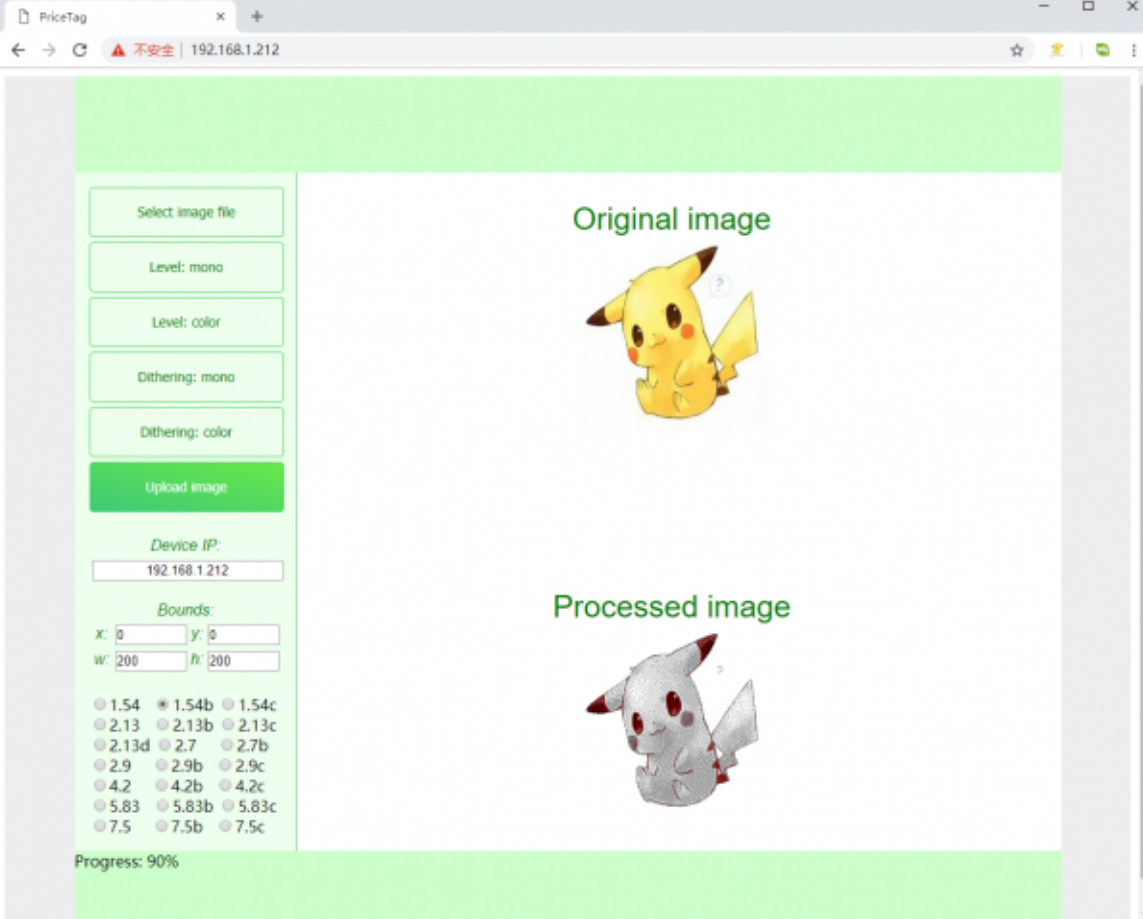 PriceTag
不安全 | 192.168.1.212
Select image file
Level: mono
Level: color
Dithering: mono
Dithering: color
Upload image
Device IP:
192.168.1.212
Bounds:
x: 0 y: 0
w: 200 h: 200
1.54 1.54b 1.54c
2.13 2.13b 2.13c
2.13d 2.7 2.7b
2.9 2.9b 2.9c
4.2 4.2b 4.2c
5.83 5.83b 5.83c
7.5 7.5b 7.5c
Original image
?
Processed image
?
Progress: 90%